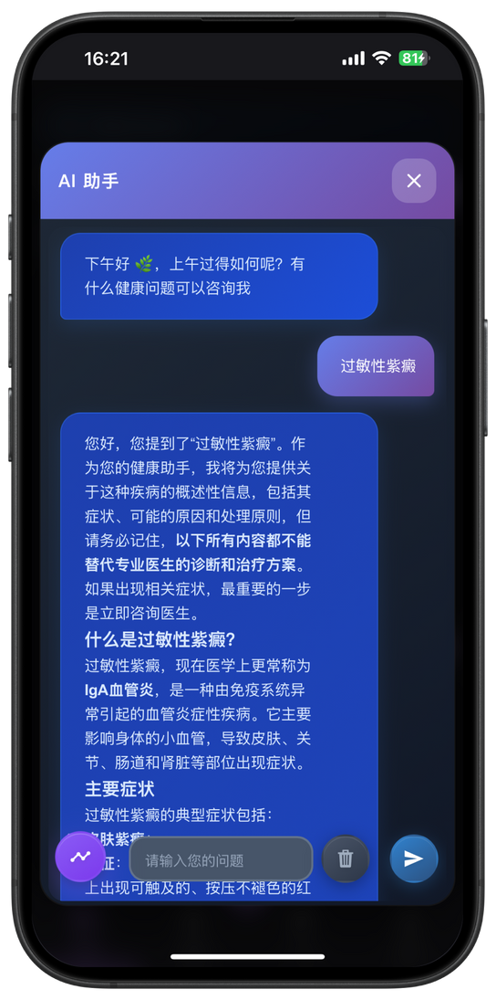 16:21
81
AI 助手
下午好 🌿，上午过得如何呢？有
什么健康问题可以咨询我
过敏性紫癜
您好，您提到了“过敏性紫癜”。作
为您的健康助手，我将为您提供关
于这种疾病的概述性信息，包括其
症状、可能的原因和处理原则，但
请务必记住，以下所有内容都不能
替代专业医生的诊断和治疗方案。
如果出现相关症状，最重要的一步
是立即咨询医生。
什么是过敏性紫癜？
过敏性紫癜，现在医学上更常称为
IgA血管炎，是一种由免疫系统异
常引起的血管炎症性疾病。它主要
影响身体的小血管，导致皮肤、关
节、肠道和肾脏等部位出现症状。
主要症状
过敏性紫癜的典型症状包括：
皮肤紫癜：
请输入您的问题
征：
上出现可触及的、按压不褪色的红